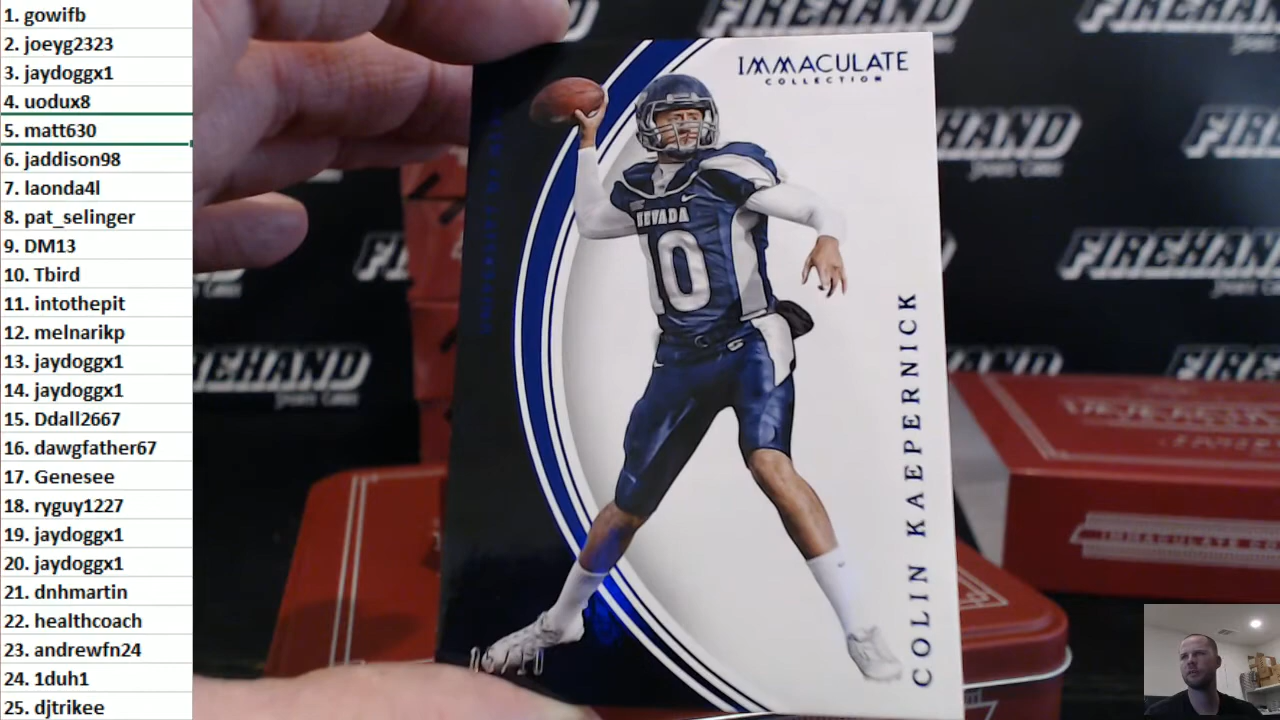 1. gowifb
2. joeyg2323
3. jaydoggx1
4. uodux8
5. matt630
6. jaddison98
7. laonda4l
8. pat_selinger
9. DM13
10. Tbird
11. intothepit
12. melnarikp
13. jaydoggx1
14. jaydoggx1
15. Ddall2667
16. dawgfather67
17. Genesee
18. ryguy1227
19. jaydoggx1
20. jaydoggx1
21. dnhmartin
22. healthcoach
23. andrewfn24
24. 1duh1
25. djtrikee
IMMACULATE
COLLECTION
NEVADA
10
COLIN KAEPERNICK
FIREHAND
FIREHAND
FIREHAND
FIREHAND